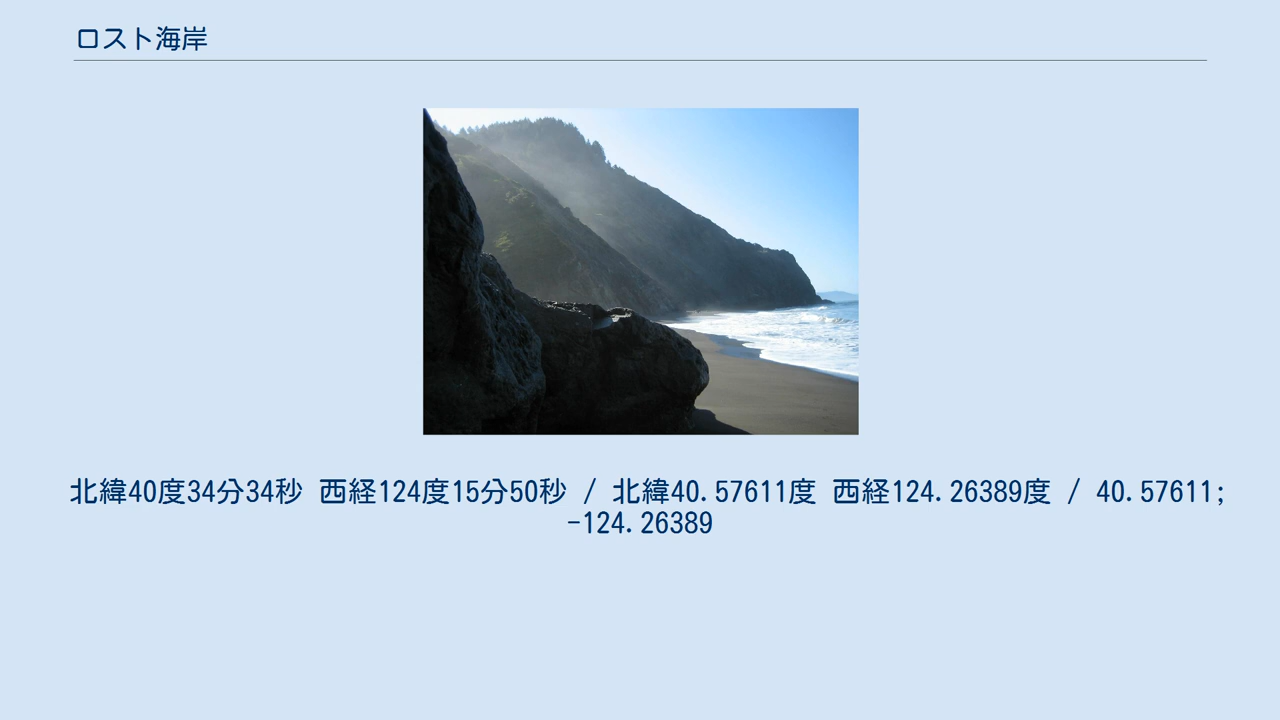 ロスト海岸
北緯40度34分34秒 西経124度15分50秒 / 北緯40.57611度 西経124.26389度 / 40.57611;
-124.26389